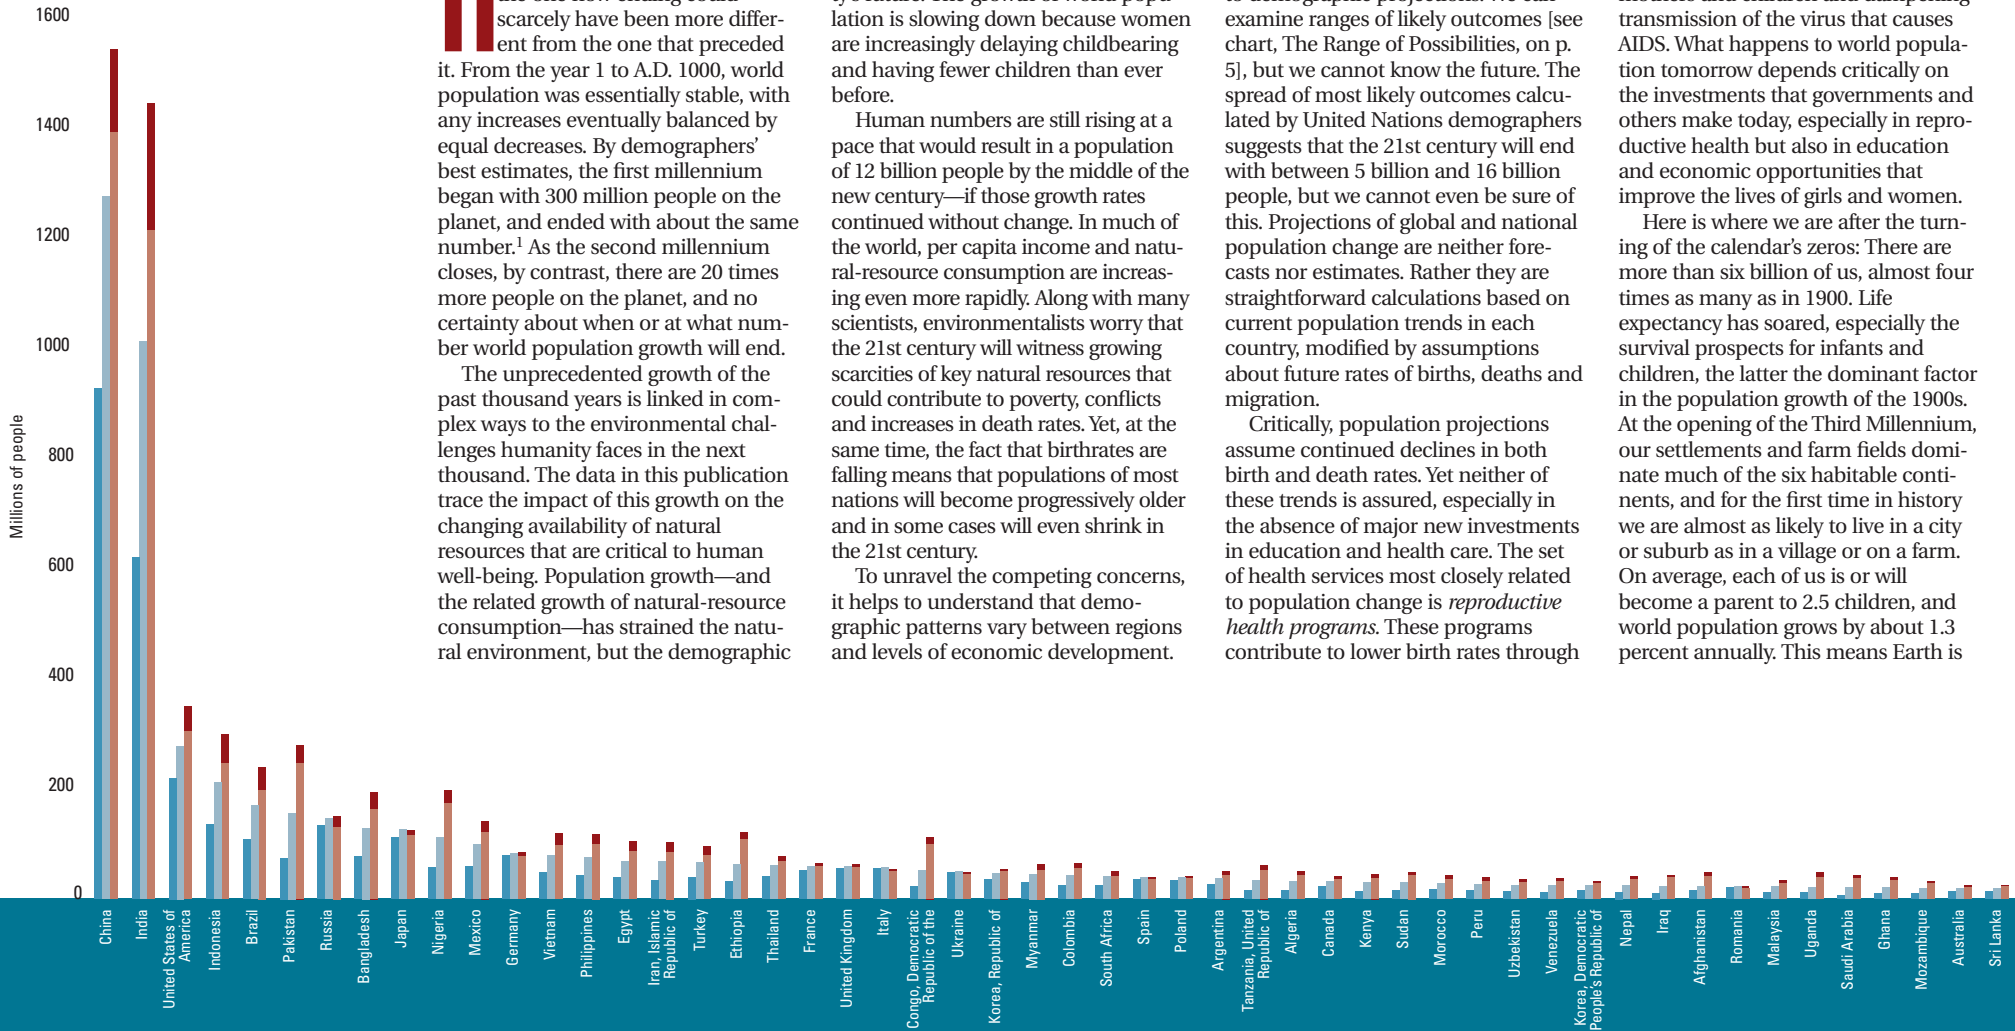 the one now ending could
scarcely have been more differ-
ent from the one that preceded
it. From the year 1 to A.D. 1000, world
population was essentially stable, with
any increases eventually balanced by
equal decreases. By demographers'
best estimates, the first millennium
began with 300 million people on the
planet, and ended with about the same
number.1 As the second millennium
closes, by contrast, there are 20 times
more people on the planet, and no
certainty about when or at what num-
ber world population growth will end.
The unprecedented growth of the
past thousand years is linked in com-
plex ways to the environmental chal-
lenges humanity faces in the next
thousand. The data in this publication
trace the impact of this growth on the
changing availability of natural
resources that are critical to human
well-being. Population growth—and
the related growth of natural-resource
consumption—has strained the natu-
ral environment, but the demographic
lation is slowing down because women
are increasingly delaying childbearing
and having fewer children than ever
before.
Human numbers are still rising at a
pace that would result in a population
of 12 billion people by the middle of the
new century—if those growth rates
continued without change. In much of
the world, per capita income and natu-
ral-resource consumption are increas-
ing even more rapidly. Along with many
scientists, environmentalists worry that
the 21st century will witness growing
scarcities of key natural resources that
could contribute to poverty, conflicts
and increases in death rates. Yet, at the
same time, the fact that birthrates are
falling means that populations of most
nations will become progressively older
and in some cases will even shrink in
the 21st century.
To unravel the competing concerns,
it helps to understand that demo-
graphic patterns vary between regions
and levels of economic development.
to demographic projections. We can
examine ranges of likely outcomes [see
chart, The Range of Possibilities, on p.
5], but we cannot know the future. The
spread of most likely outcomes calcu-
lated by United Nations demographers
suggests that the 21st century will end
with between 5 billion and 16 billion
people, but we cannot even be sure of
this. Projections of global and national
population change are neither fore-
casts nor estimates. Rather they are
straightforward calculations based on
current population trends in each
country, modified by assumptions
about future rates of births, deaths and
migration.
Critically, population projections
assume continued declines in both
birth and death rates. Yet neither of
these trends is assured, especially in
the absence of major new investments
in education and health care. The set
of health services most closely related
to population change is reproductive
health programs. These programs
contribute to lower birth rates through
mothers and children and dampening
transmission of the virus that causes
AIDS. What happens to world popula-
tion tomorrow depends critically on
the investments that governments and
others make today, especially in repro-
ductive health but also in education
and economic opportunities that
improve the lives of girls and women.
Here is where we are after the turn-
ing of the calendar's zeros: There are
more than six billion of us, almost four
times as many as in 1900. Life
expectancy has soared, especially the
survival prospects for infants and
children, the latter the dominant factor
in the population growth of the 1900s.
At the opening of the Third Millennium,
our settlements and farm fields domi-
nate much of the six habitable conti-
nents, and for the first time in history
we are almost as likely to live in a city
or suburb as in a village or on a farm.
On average, each of us is or will
become a parent to 2.5 children, and
world population grows by about 1.3
percent annually. This means Earth is
Millions of people
1600
1400
1200
1000
800
600
400
200
0
China
India
United States of
America
Indonesia
Brazil
Pakistan
Russia
Bangladesh
Japan
Nigeria
Mexico
Germany
Vietnam
Philippines
Egypt
Iran, Islamic
Republic of
Turkey
Ethiopia
Thailand
France
United Kingdom
Italy
Congo, Democratic
Republic of the
Ukraine
Korea, Republic of
Myanmar
Colombia
South Africa
Spain
Poland
Argentina
Tanzania, United
Republic of
Algeria
Canada
Kenya
Sudan
Morocco
Peru
Uzbekistan
Venezuela
Korea, Democratic
People's Republic of
Nepal
Iraq
Afghanistan
Romania
Malaysia
Uganda
Saudi Arabia
Ghana
Mozambique
Australia
Sri Lanka